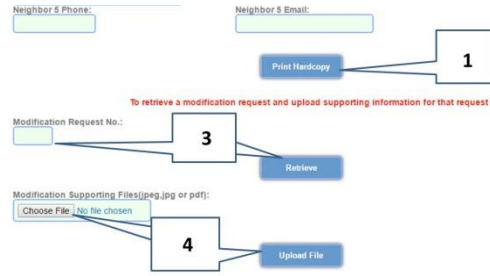 Neighbor 5 Phone: Neighbor 5 Email:
Print Hardcopy 1
To retrieve a modification request and upload supporting information for that request
Modification Request No.:
3
Retrieve
Modification Supporting Files(jpeg,jpg or pdf):
Choose File No file chosen
4
Upload File